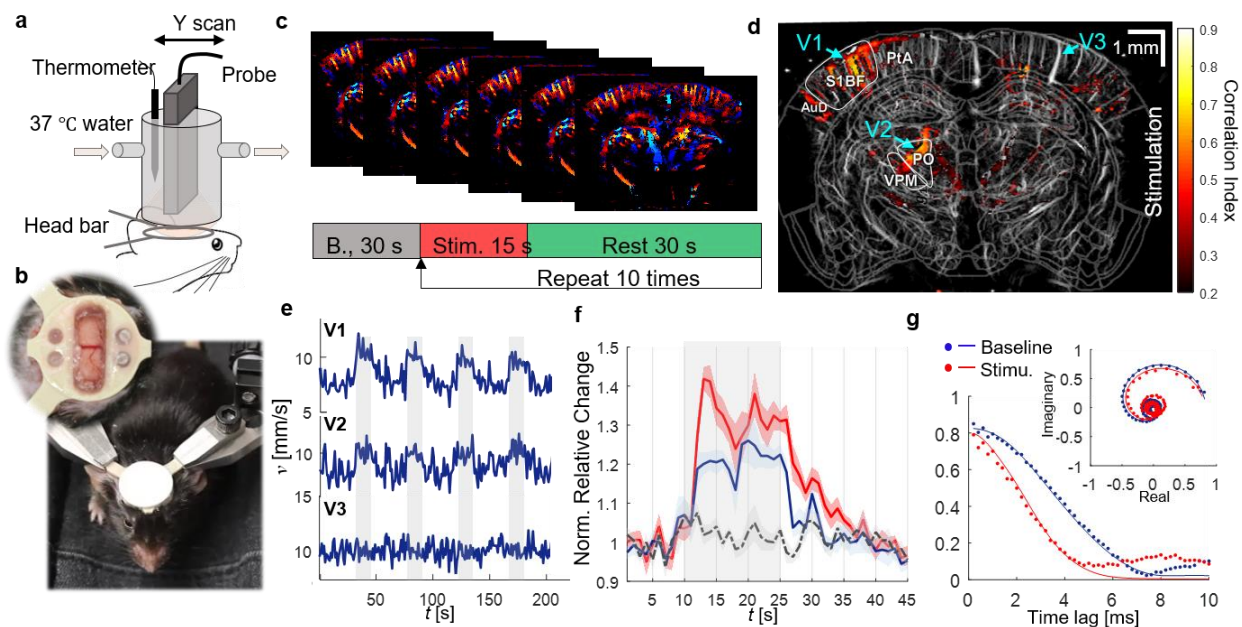 a
Y scan
Thermometer
Probe
37 °C water
Head bar
b
c
B., 30 s
Stim. 15 s
Rest 30 s
Repeat 10 times
d
V1
V3
1 mm
PtA
S1BF
AuD
V2
PO
VPM
Stimulation
0.9
0.8
0.7
0.6
0.5
0.4
0.3
0.2
Correlation Index
e
V1
10
5
V2
10
15
V3
10
v [mm/s]
50
100
150
200
t [s]
f
1.5
1.4
1.3
1.2
1.1
1
0.9
Norm. Relative Change
5
10
15
20
25
30
35
40
45
t [s]
g
Baseline
Stimu.
1
0.8
0.6
0.4
0.2
0
0
2
4
6
8
10
Time lag [ms]
1
0.5
0
-0.5
-1
Imaginary
-1
-0.5
0
0.5
1
Real